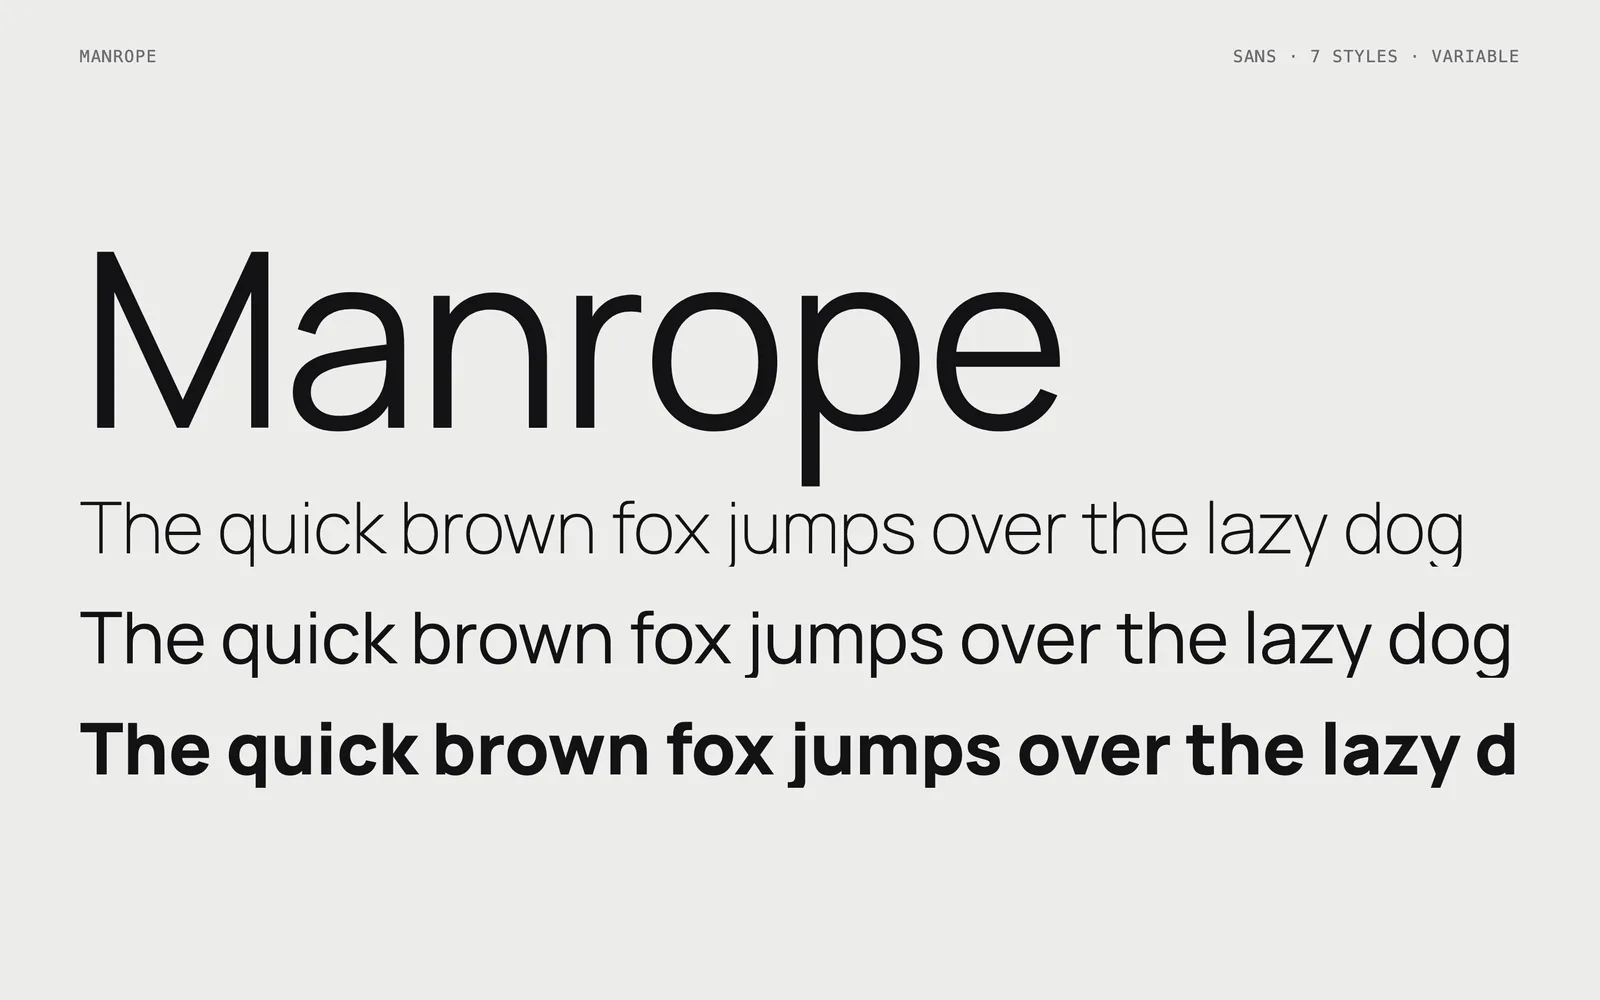 MANROPE
SANS · 7 STYLES · VARIABLE
Manrope
The quick brown fox jumps over the lazy dog
The quick brown fox jumps over the lazy dog
The quick brown fox jumps over the lazy d